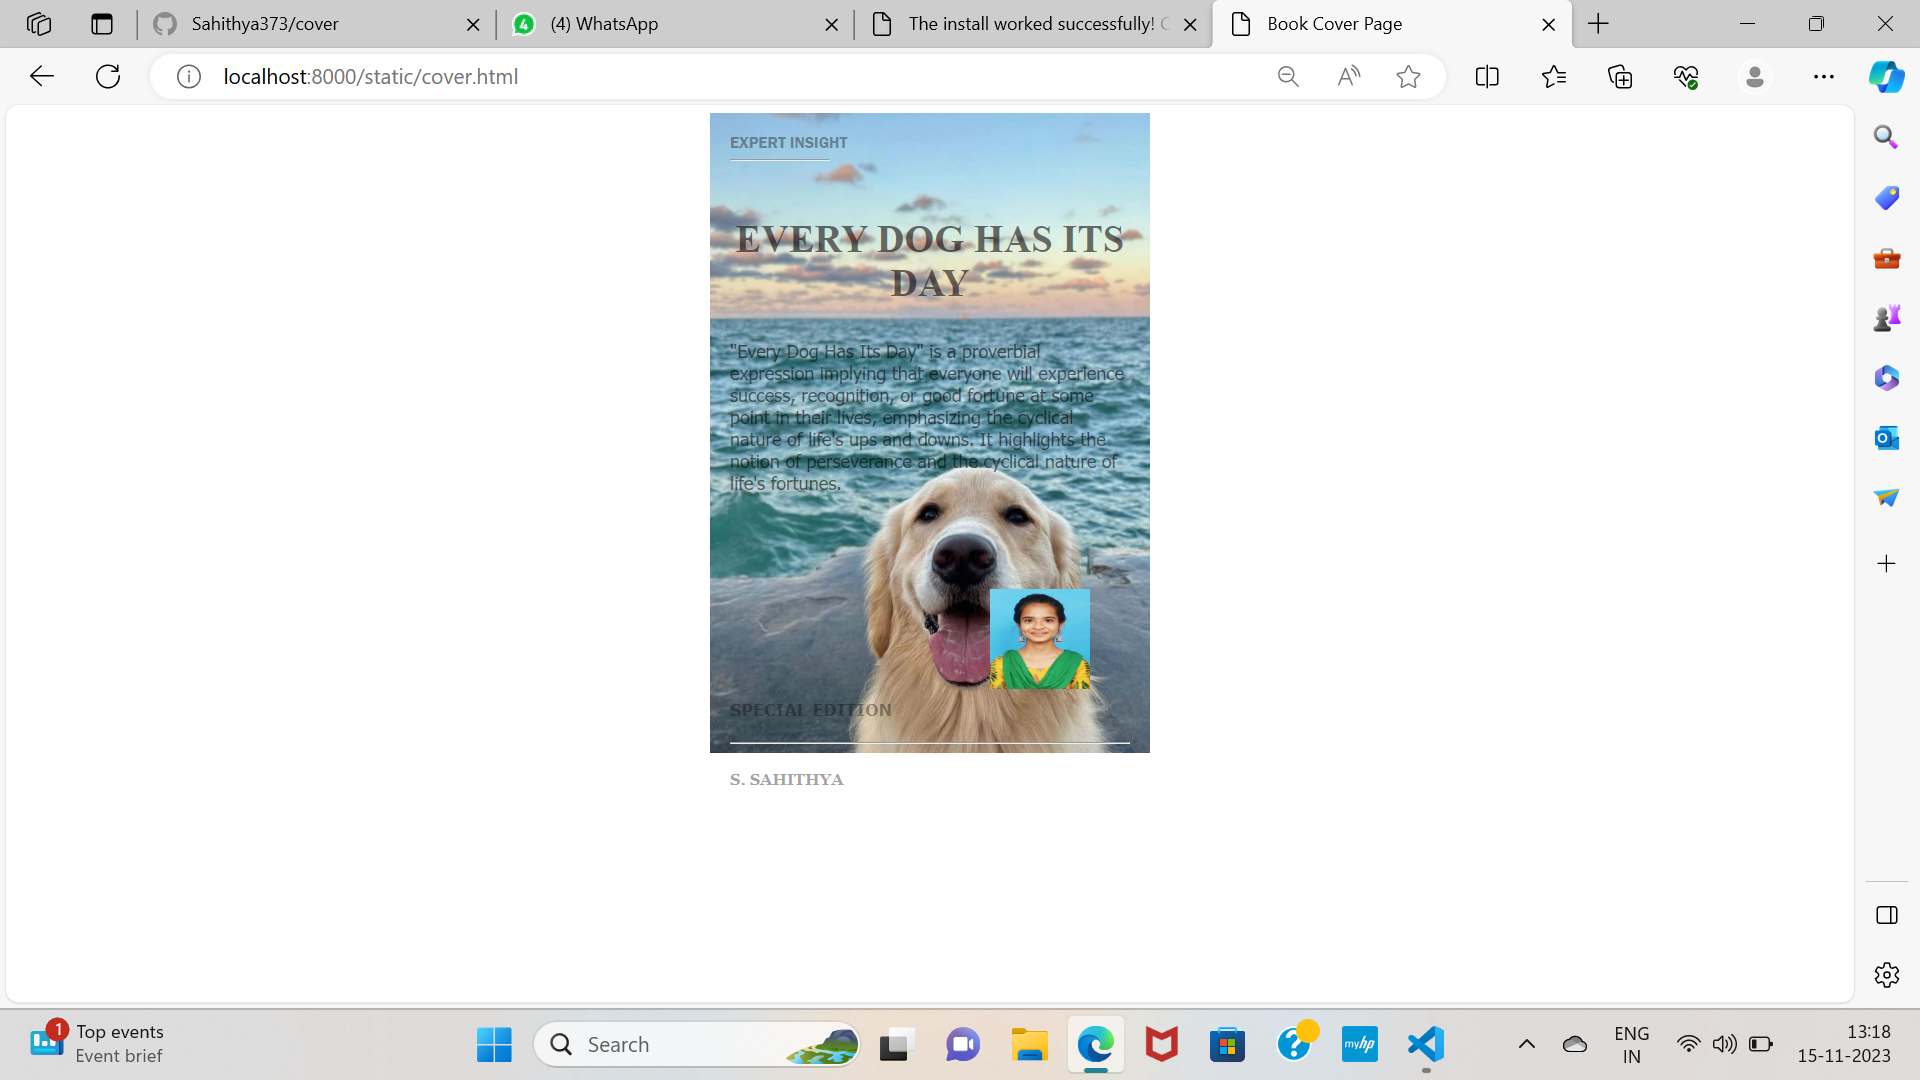 Sahithya373/cover
(4) WhatsApp
The install worked successfully! C
Book Cover Page
localhost:8000/static/cover.html
EXPERT INSIGHT
EVERY DOG HAS ITS
DAY
"Every Dog Has Its Day" is a proverbial
expression implying that everyone will experience
success, recognition, or good fortune at some
point in their lives, emphasizing the cyclical
nature of life's ups and downs. It highlights the
notion of perseverance and the cyclical nature of
life's fortunes.
SPECIAL EDITION
S. SAHITHYA
1
Top events
Event brief
Search
myhp
ENG
IN
13:18
15-11-2023